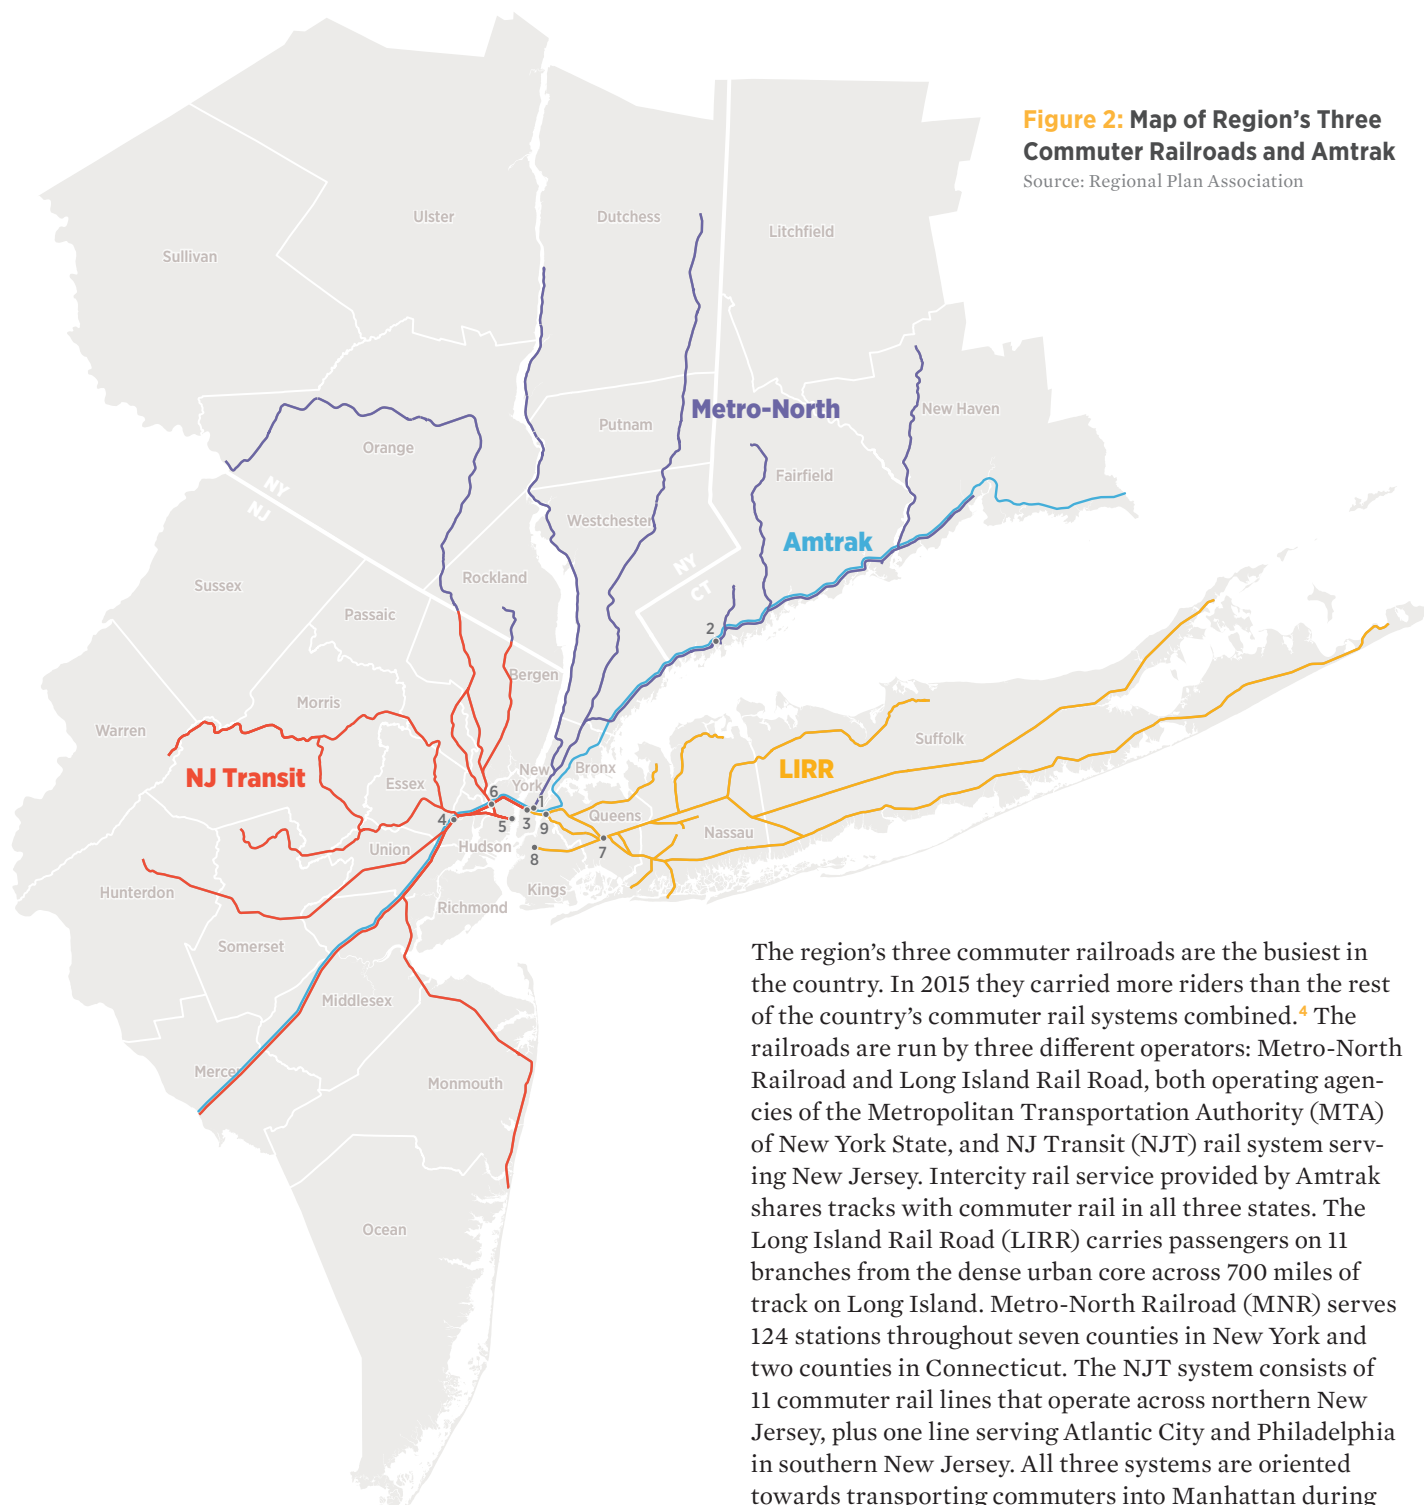 Figure 2: Map of Region's Three
Commuter Railroads and Amtrak
Source: Regional Plan Association
Ulster
Dutchess
Litchfield
Sullivan
Metro-North
New Haven
Putnam
Orange
Fairfield
NY
NJ
Westchester
Amtrak
NY
CT
Rockland
Sussex
Passaic
2
Bergen
Morris
Warren
Suffolk
NJ Transit
New
York
Bronx
LIRR
Essex
6
1
Queens
4
5
3
9
Nassau
Union
Hudson
8
7
Hunterdon
Kings
Richmond
Somerset
Middlesex
Mercer
Monmouth
Ocean
The region's three commuter railroads are the busiest in
the country. In 2015 they carried more riders than the rest
of the country's commuter rail systems combined.4 The
railroads are run by three different operators: Metro-North
Railroad and Long Island Rail Road, both operating agen-
cies of the Metropolitan Transportation Authority (MTA)
of New York State, and NJ Transit (NJT) rail system serv-
ing New Jersey. Intercity rail service provided by Amtrak
shares tracks with commuter rail in all three states. The
Long Island Rail Road (LIRR) carries passengers on 11
branches from the dense urban core across 700 miles of
track on Long Island. Metro-North Railroad (MNR) serves
124 stations throughout seven counties in New York and
two counties in Connecticut. The NJT system consists of
11 commuter rail lines that operate across northern New
Jersey, plus one line serving Atlantic City and Philadelphia
in southern New Jersey. All three systems are oriented
towards transporting commuters into Manhattan during